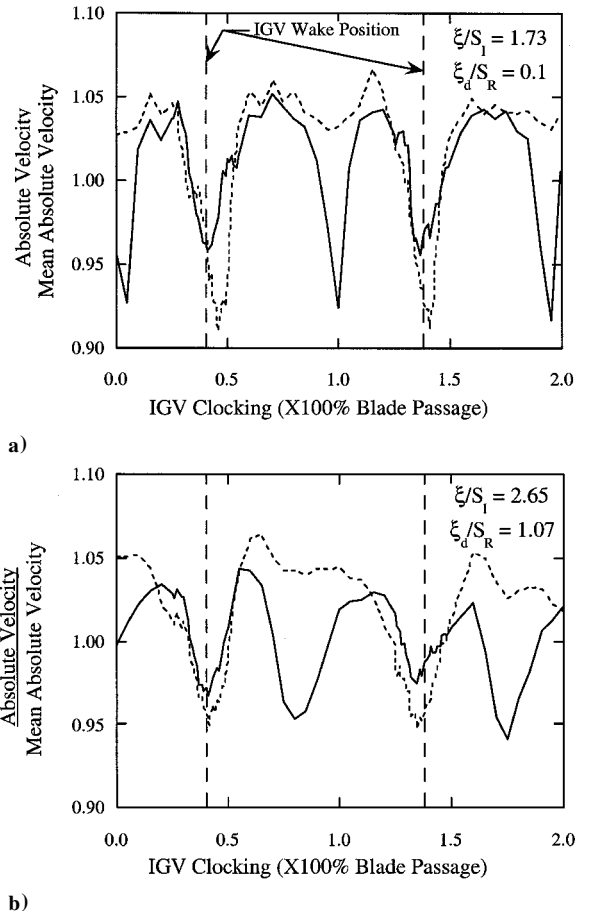 1.10
IGV Wake Position
ξ/S_I = 1.73
ξ_d/S_R = 0.1
1.05
1.00
0.95
0.90
Absolute Velocity
Mean Absolute Velocity
0.0 0.5 1.0 1.5 2.0
IGV Clocking (X100% Blade Passage)
a)
1.10
ξ/S_I = 2.65
ξ_d/S_R = 1.07
1.05
1.00
0.95
0.90
Absolute Velocity
Mean Absolute Velocity
0.0 0.5 1.0 1.5 2.0
IGV Clocking (X100% Blade Passage)
b)